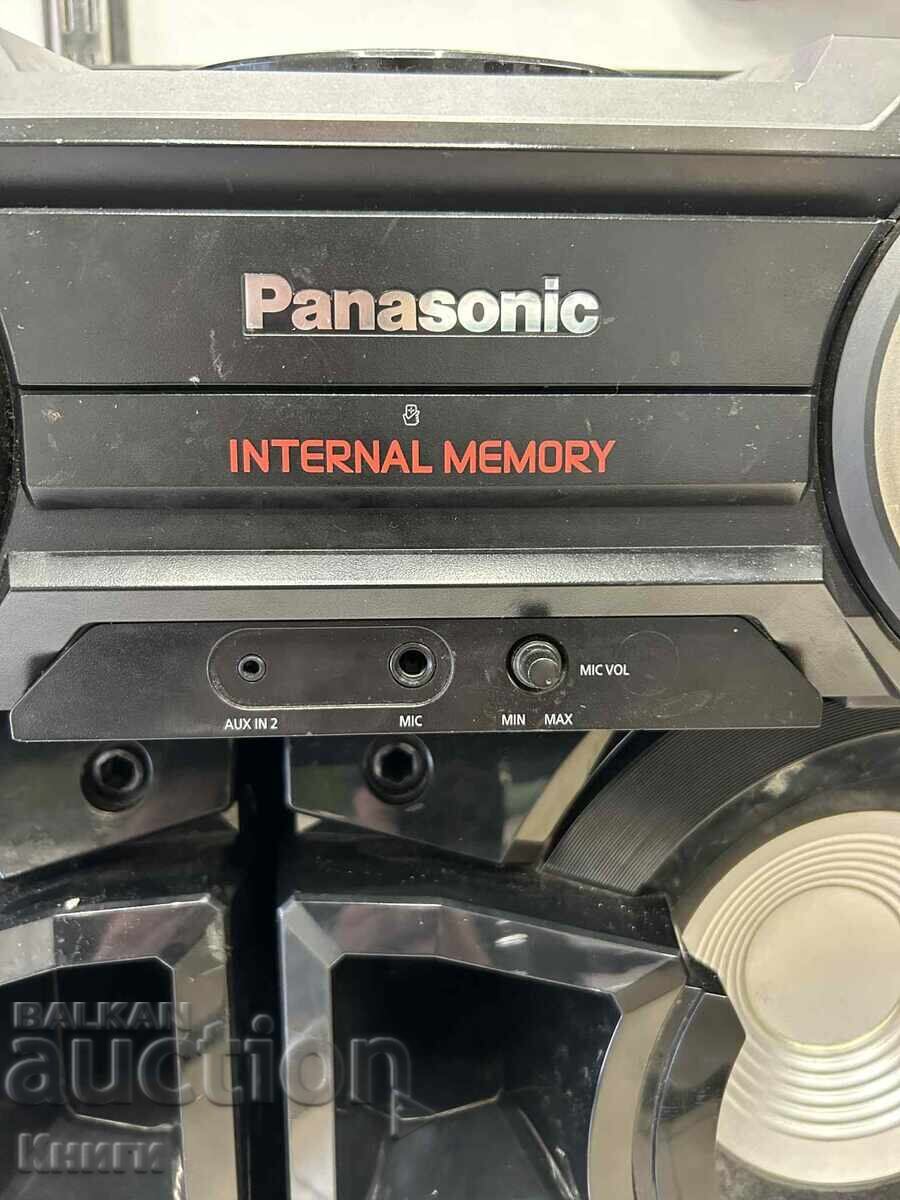 Panasonic
INTERNAL MEMORY
AUX IN 2 MIC MIN MAX MIC VOL
BALKAN
auction
Книги